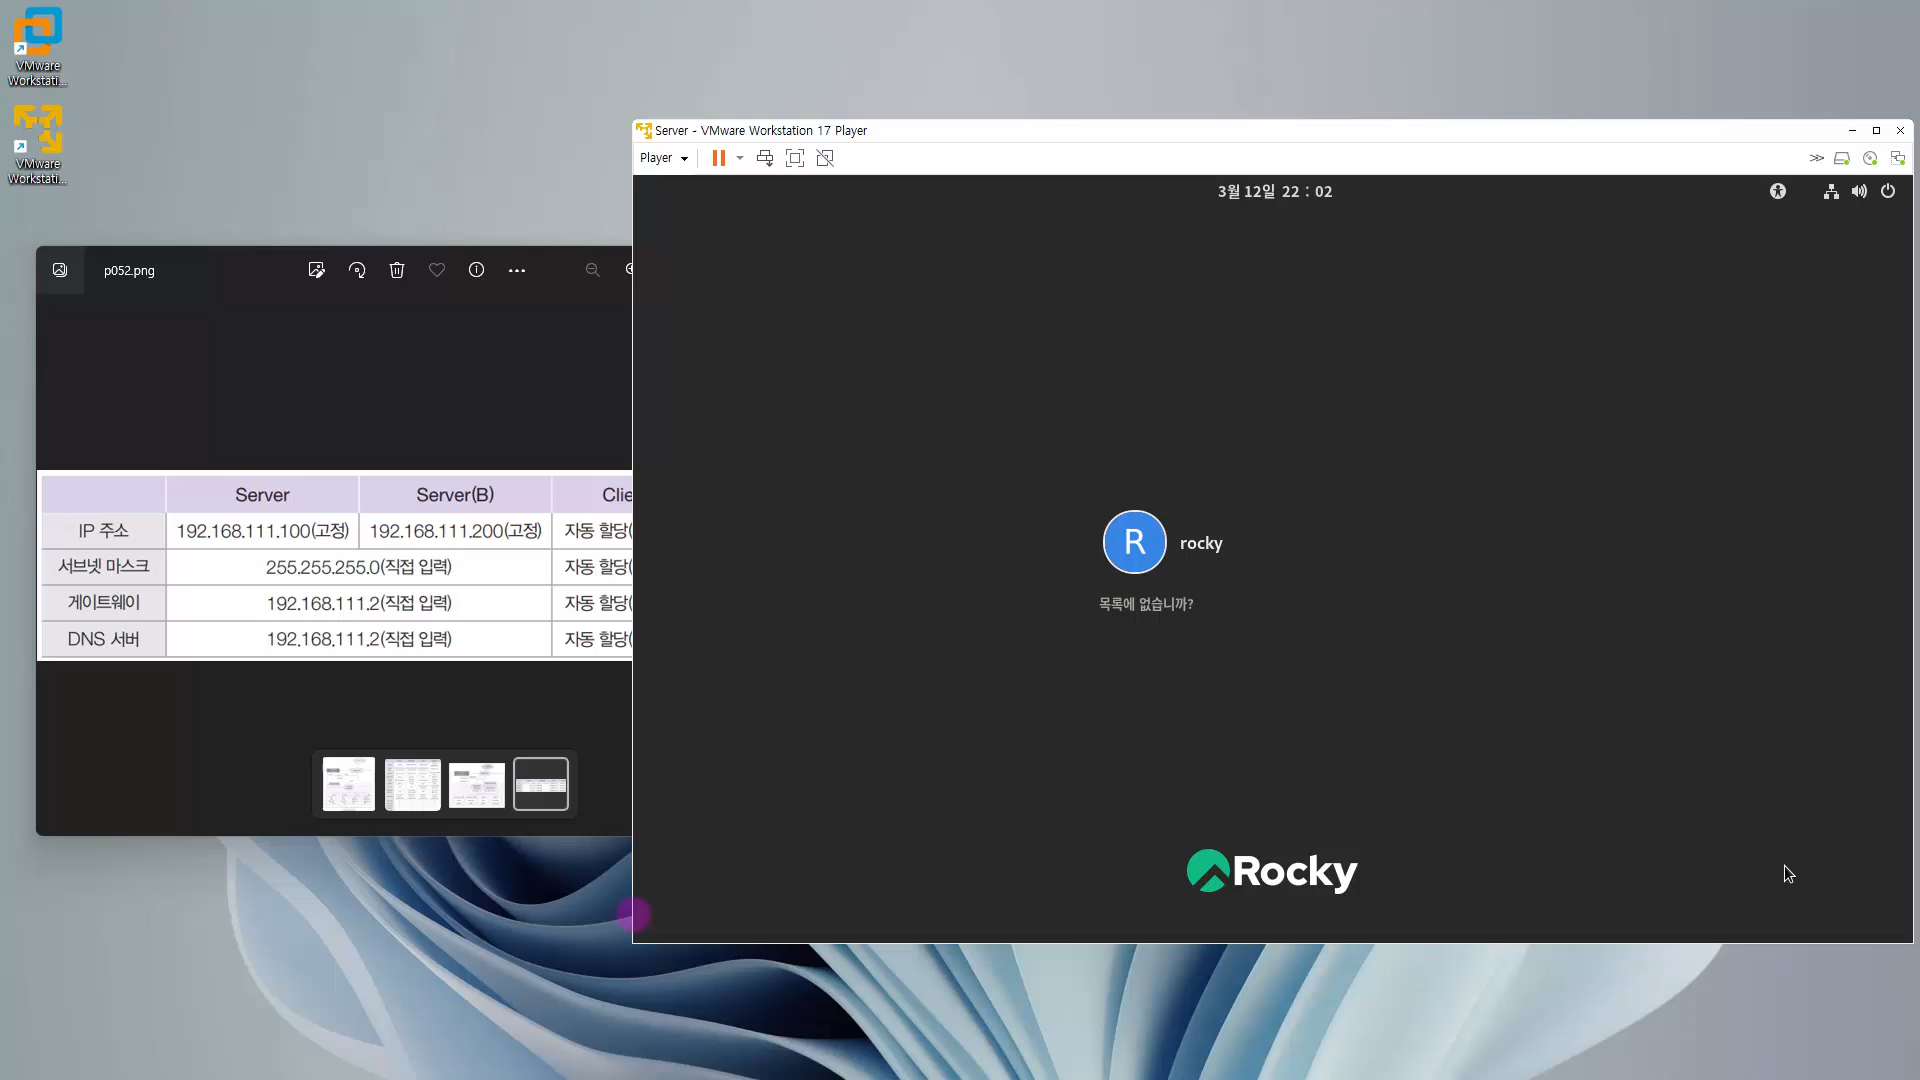 VMware
Workstati...
VMware
Workstati...
Server - VMware Workstation 17 Player
Player
3월 12일 22 : 02
p052.png
Server Server(B) Clie
IP 주소 192.168.111.100(고정) 192.168.111.200(고정) 자동 할당(
서브넷 마스크 255.255.255.0(직접 입력) 자동 할당(
게이트웨이 192.168.111.2(직접 입력) 자동 할당(
DNS 서버 192.168.111.2(직접 입력) 자동 할당(
R rocky
목록에 없습니까?
Rocky